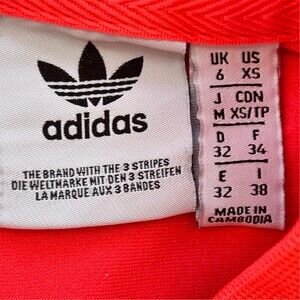 adidas
THE BRAND WITH THE 3 STRIPES
DIE WELTMARKE MIT DEN 3 STREIFEN
LA MARQUE AUX 3 BANDES
UK US
6 XS
J CDN
M XS/TP
D F
32 34
E I
32 38
MADE IN
CAMBODIA